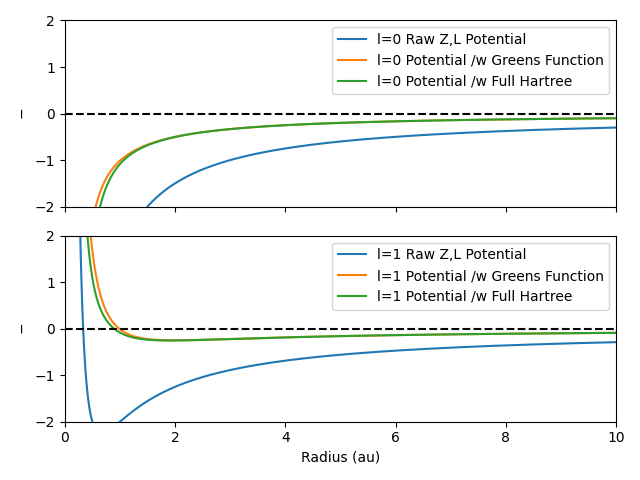 2
1
0
−1
−2
l=0 Raw Z,L Potential
l=0 Potential /w Greens Function
l=0 Potential /w Full Hartree
2
1
0
−1
−2
l=1 Raw Z,L Potential
l=1 Potential /w Greens Function
l=1 Potential /w Full Hartree
0 2 4 6 8 10
Radius (au)